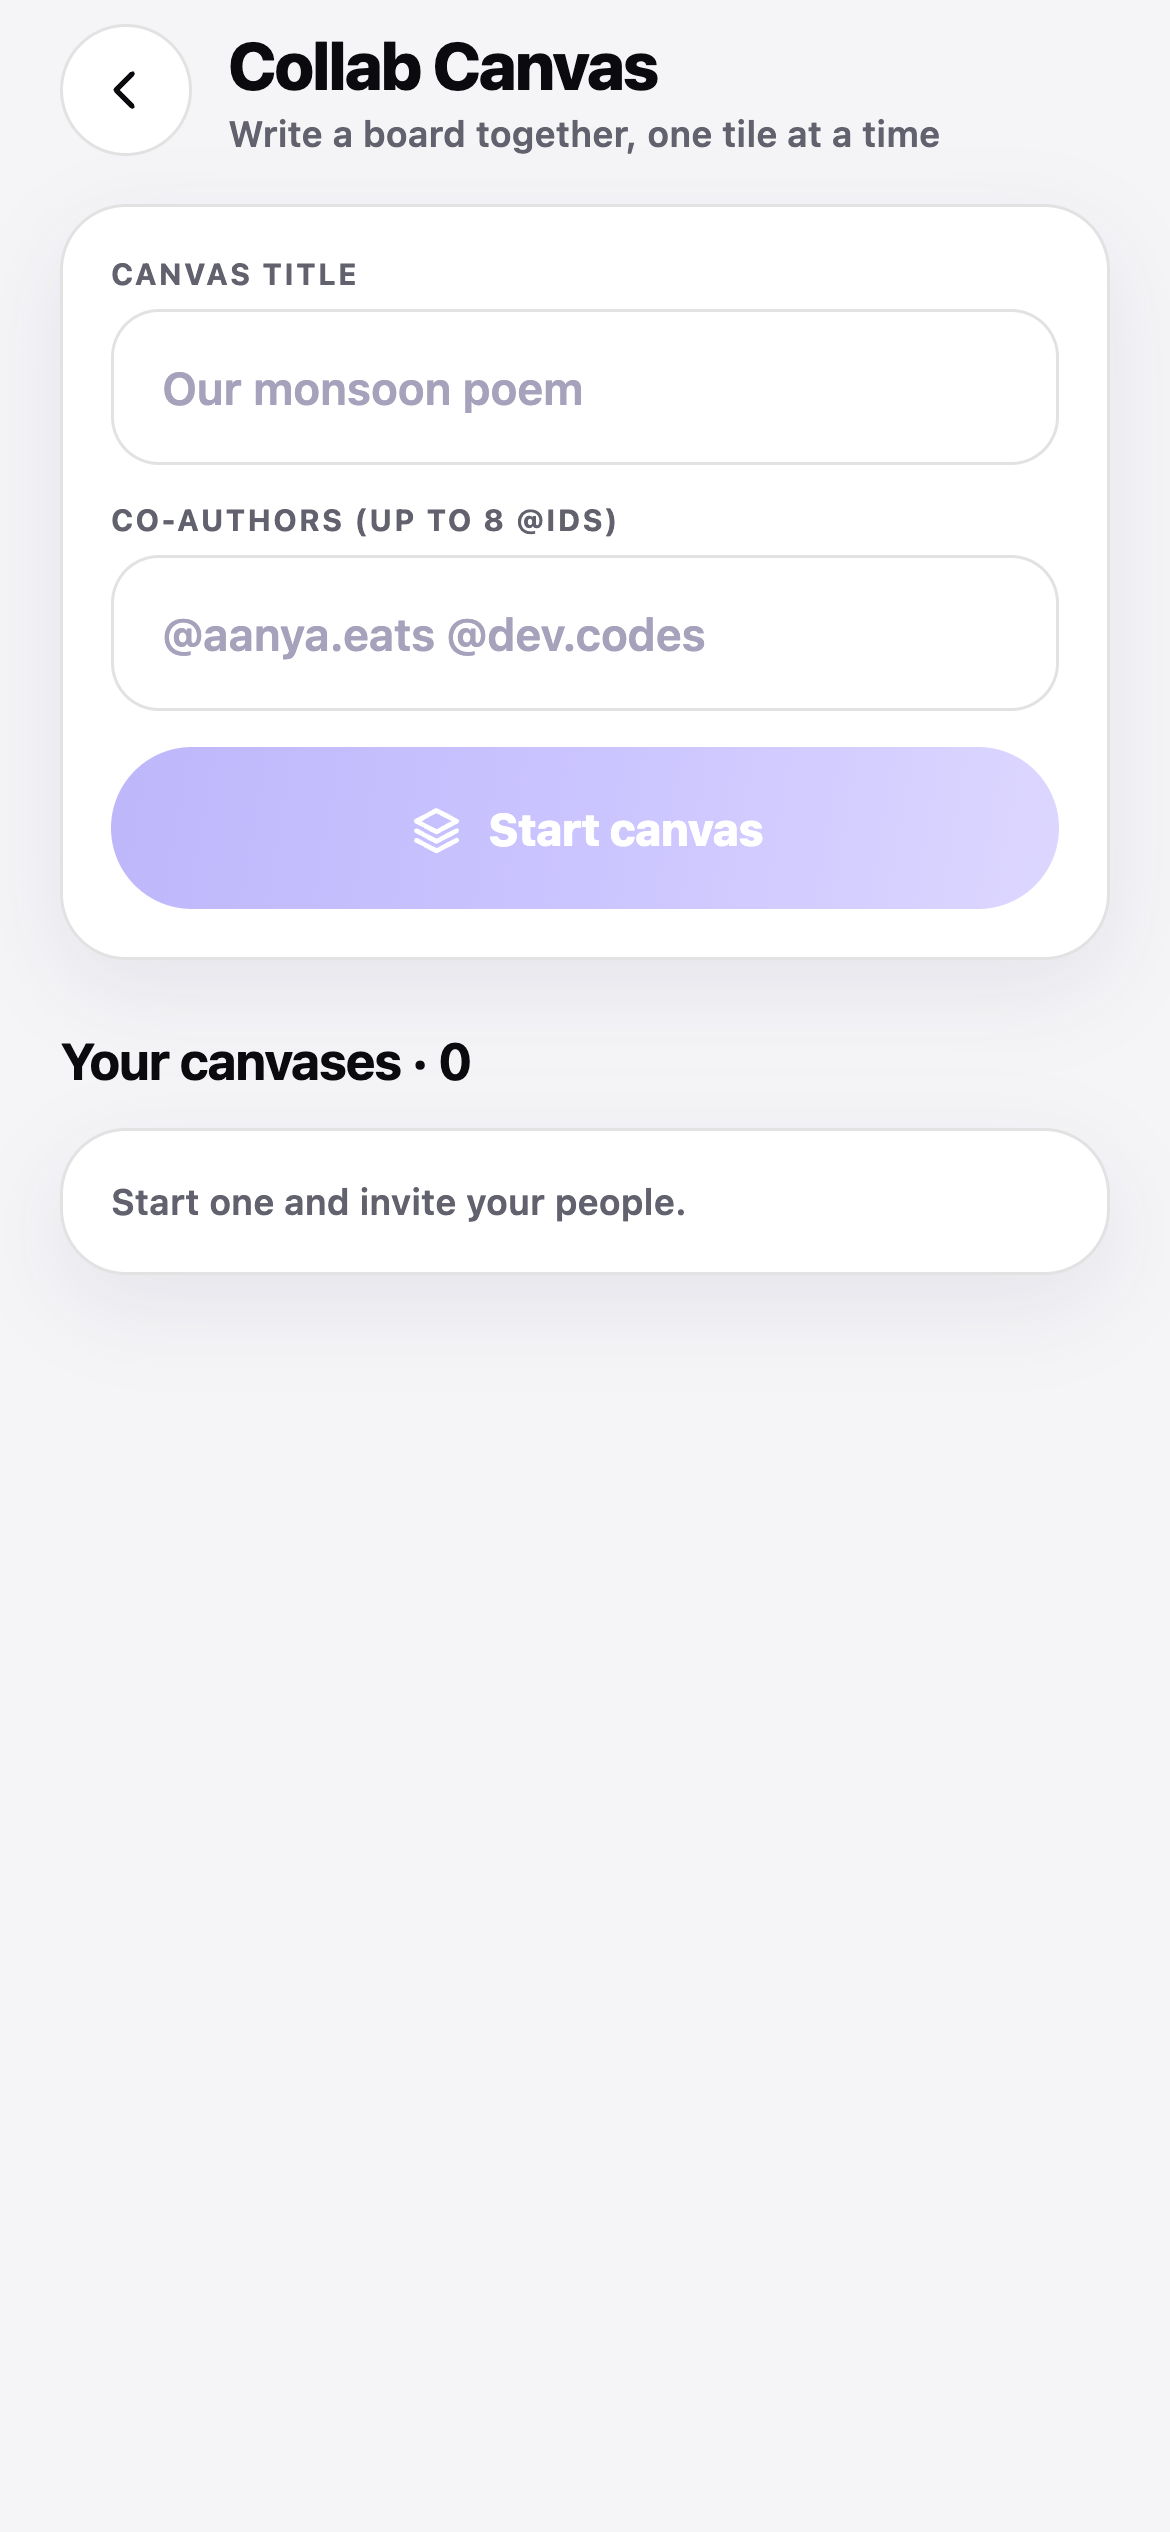 Collab Canvas
Write a board together, one tile at a time
CANVAS TITLE
Our monsoon poem
CO-AUTHORS (UP TO 8 @IDS)
@aanya.eats @dev.codes
Start canvas
Your canvases · 0
Start one and invite your people.